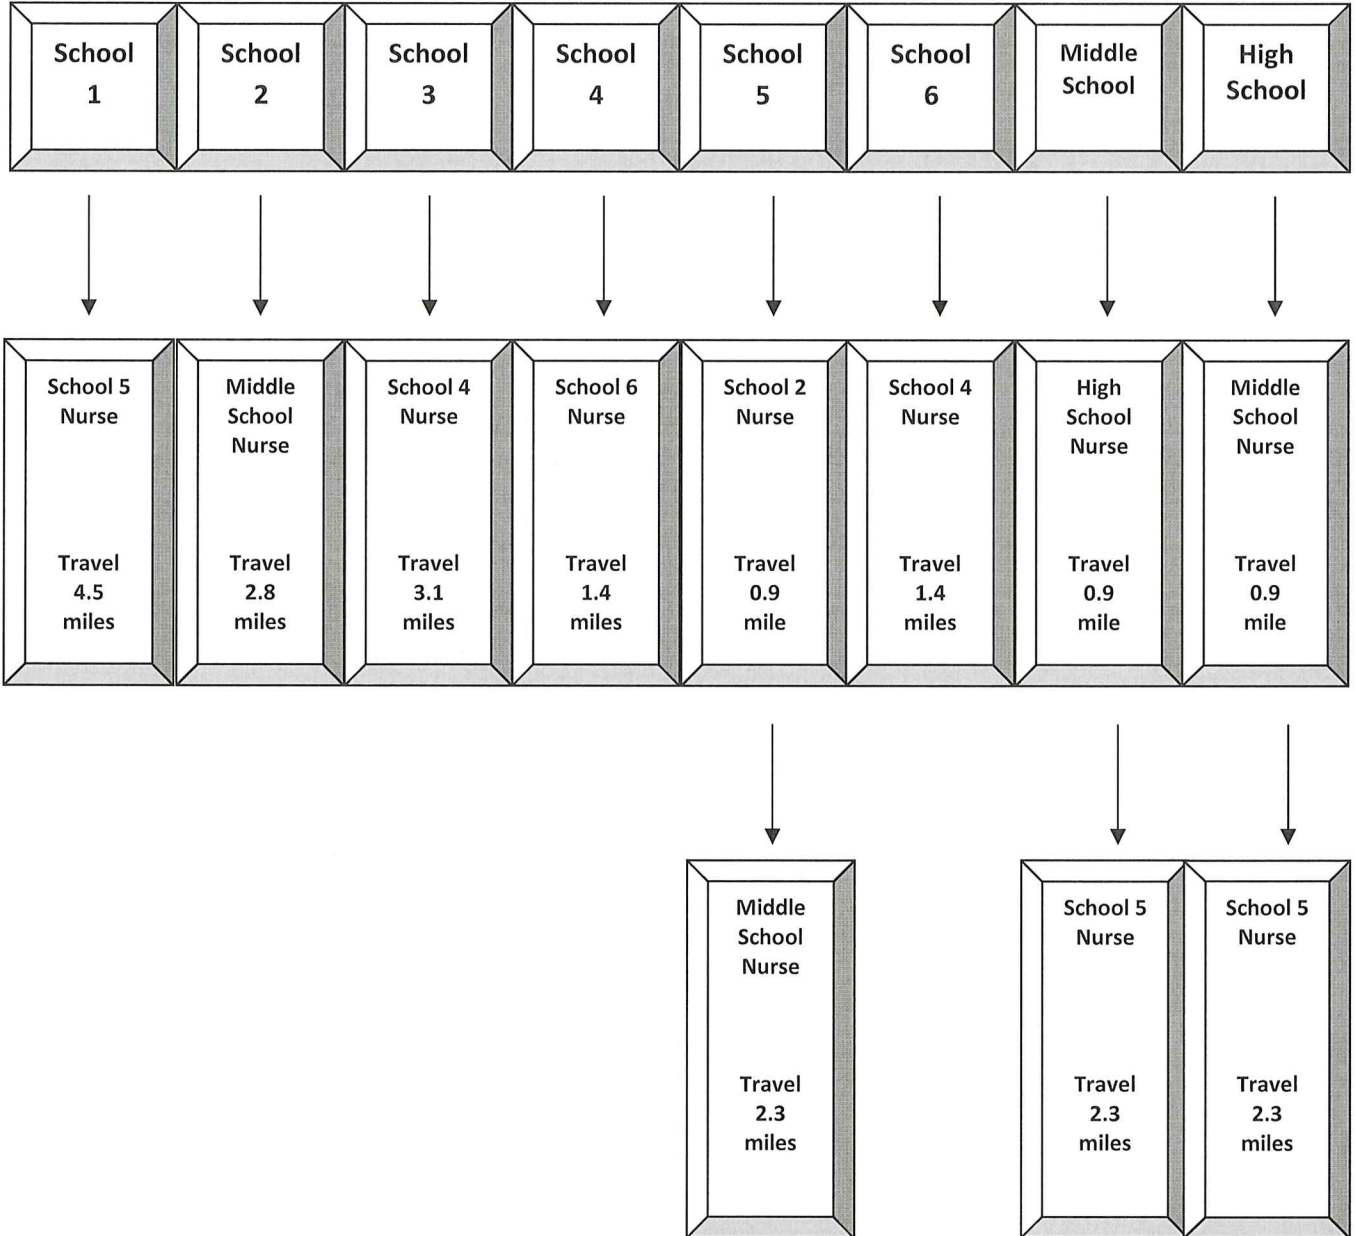 School
1
School
2
School
3
School
4
School
5
School
6
Middle
School
High
School
School 5
Nurse
Travel
4.5
miles
Middle
School
Nurse
Travel
2.8
miles
School 4
Nurse
Travel
3.1
miles
School 6
Nurse
Travel
1.4
miles
School 2
Nurse
Travel
0.9
mile
School 4
Nurse
Travel
1.4
miles
High
School
Nurse
Travel
0.9
mile
Middle
School
Nurse
Travel
0.9
mile
Middle
School
Nurse
Travel
2.3
miles
School 5
Nurse
Travel
2.3
miles
School 5
Nurse
Travel
2.3
miles